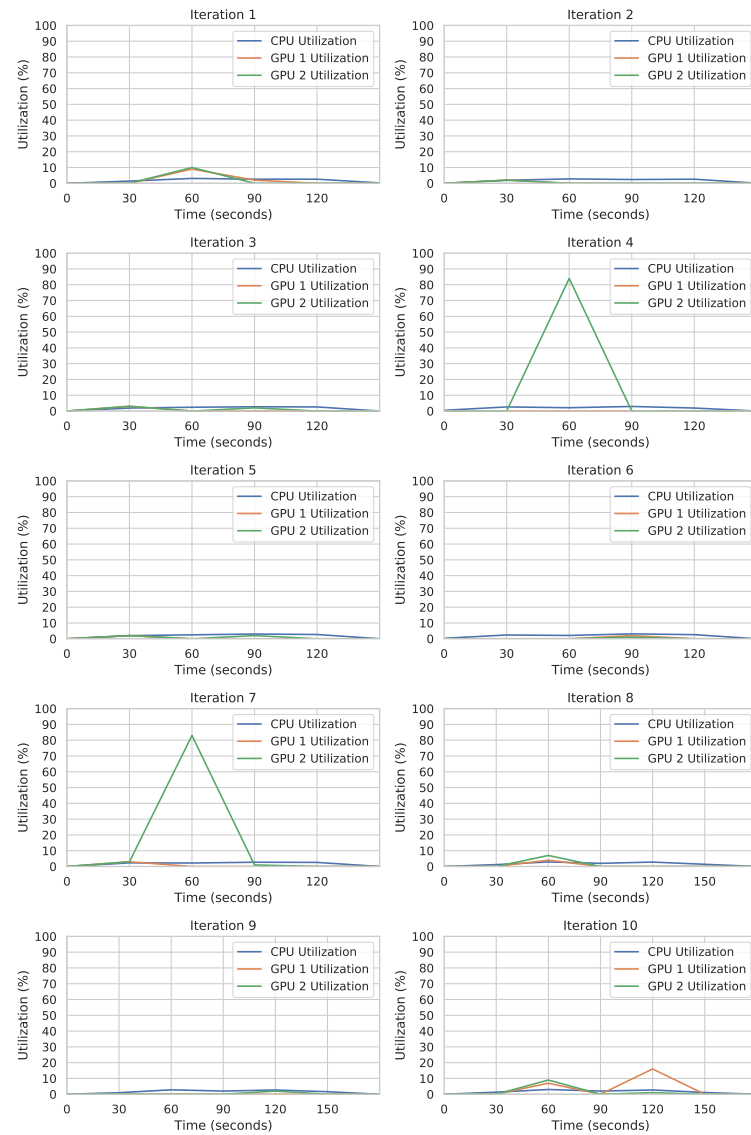 Iteration 1
100
90
80
70
60
50
40
30
20
10
0
Utilization (%)
CPU Utilization
GPU 1 Utilization
GPU 2 Utilization
0 30 60 90 120
Time (seconds)
Iteration 2
100
90
80
70
60
50
40
30
20
10
0
Utilization (%)
CPU Utilization
GPU 1 Utilization
GPU 2 Utilization
0 30 60 90 120
Time (seconds)
Iteration 3
100
90
80
70
60
50
40
30
20
10
0
Utilization (%)
CPU Utilization
GPU 1 Utilization
GPU 2 Utilization
0 30 60 90 120
Time (seconds)
Iteration 4
100
90
80
70
60
50
40
30
20
10
0
Utilization (%)
CPU Utilization
GPU 1 Utilization
GPU 2 Utilization
0 30 60 90 120
Time (seconds)
Iteration 5
100
90
80
70
60
50
40
30
20
10
0
Utilization (%)
CPU Utilization
GPU 1 Utilization
GPU 2 Utilization
0 30 60 90 120
Time (seconds)
Iteration 6
100
90
80
70
60
50
40
30
20
10
0
Utilization (%)
CPU Utilization
GPU 1 Utilization
GPU 2 Utilization
0 30 60 90 120
Time (seconds)
Iteration 7
100
90
80
70
60
50
40
30
20
10
0
Utilization (%)
CPU Utilization
GPU 1 Utilization
GPU 2 Utilization
0 30 60 90 120
Time (seconds)
Iteration 8
100
90
80
70
60
50
40
30
20
10
0
Utilization (%)
CPU Utilization
GPU 1 Utilization
GPU 2 Utilization
0 30 60 90 120 150
Time (seconds)
Iteration 9
100
90
80
70
60
50
40
30
20
10
0
Utilization (%)
CPU Utilization
GPU 1 Utilization
GPU 2 Utilization
0 30 60 90 120 150
Time (seconds)
Iteration 10
100
90
80
70
60
50
40
30
20
10
0
Utilization (%)
CPU Utilization
GPU 1 Utilization
GPU 2 Utilization
0 30 60 90 120 150
Time (seconds)